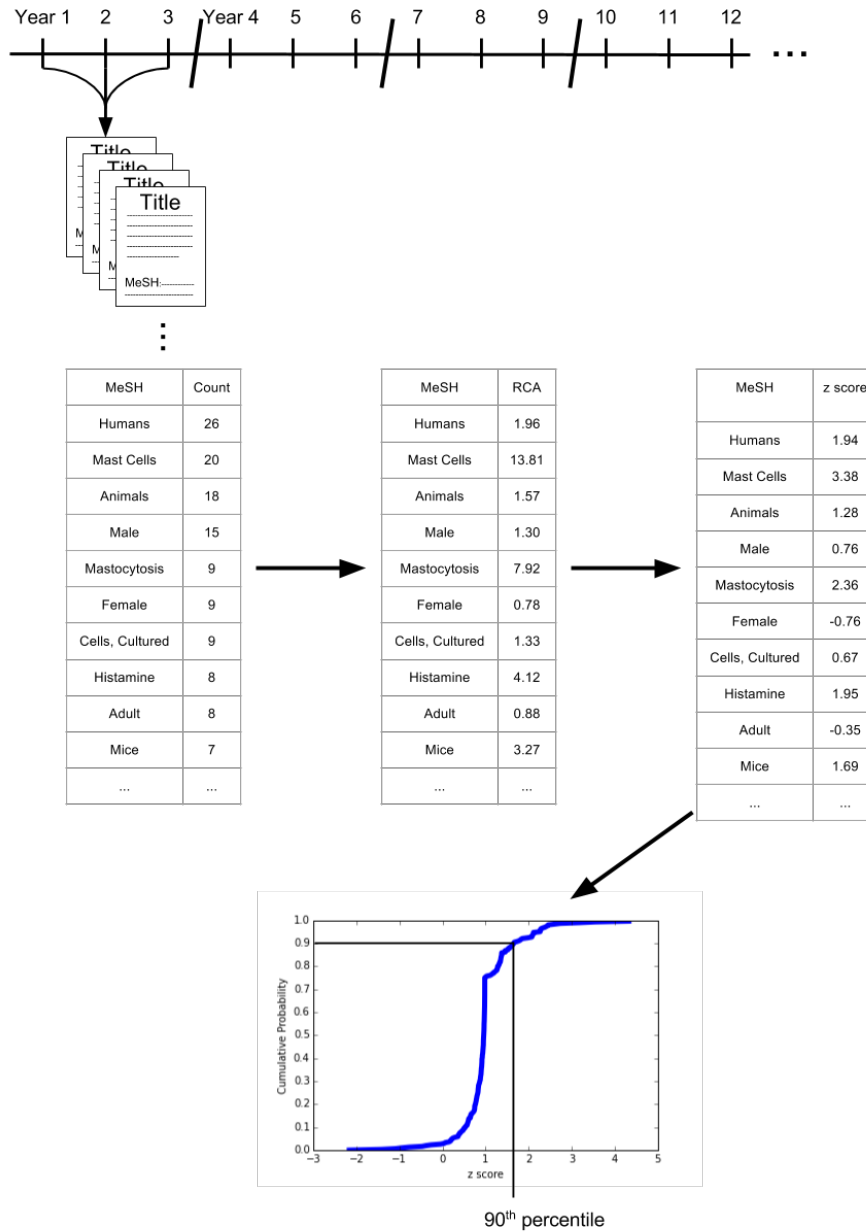 Year 1 2 3 Year 4 5 6 7 8 9 10 11 12 ...
Title
Title
Title
Title
M
M
M
MeSH:
MeSH Count
Humans 26
Mast Cells 20
Animals 18
Male 15
Mastocytosis 9
Female 9
Cells, Cultured 9
Histamine 8
Adult 8
Mice 7
... ...
MeSH RCA
Humans 1.96
Mast Cells 13.81
Animals 1.57
Male 1.30
Mastocytosis 7.92
Female 0.78
Cells, Cultured 1.33
Histamine 4.12
Adult 0.88
Mice 3.27
... ...
MeSH z score
Humans 1.94
Mast Cells 3.38
Animals 1.28
Male 0.76
Mastocytosis 2.36
Female -0.76
Cells, Cultured 0.67
Histamine 1.95
Adult -0.35
Mice 1.69
... ...
Cumulative Probability
1.0
0.9
0.8
0.7
0.6
0.5
0.4
0.3
0.2
0.1
0.0
−3 −2 −1 0 1 2 3 4 5
z score
90th percentile